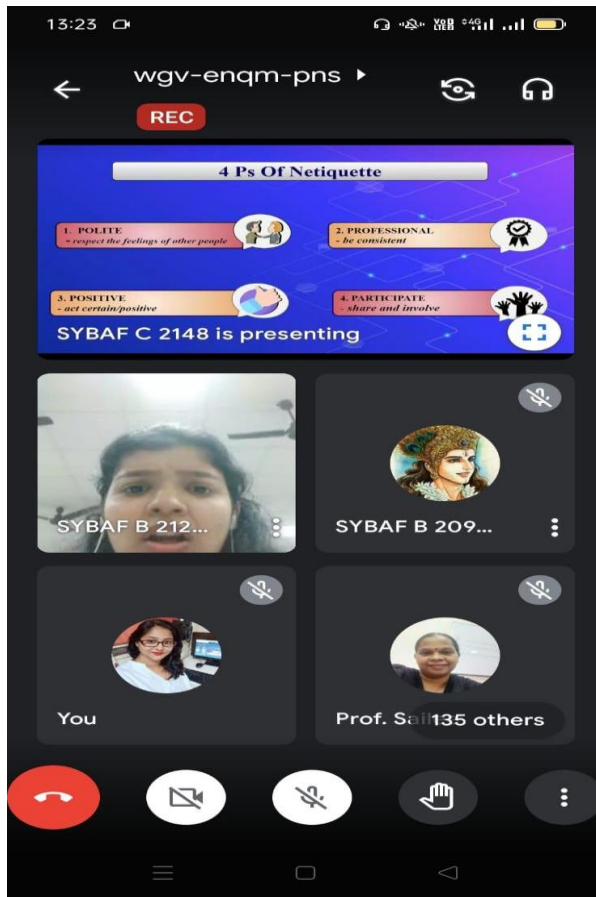 13:23
4G
wgv-enqm-pns
REC
4 Ps Of Netiquette
1. POLITE
- respect the feelings of other people
2. PROFESSIONAL
- be consistent
3. POSITIVE
- act certain/positive
4. PARTICIPATE
- share and involve
SYBAF C 2148 is presenting
SYBAF B 212...
SYBAF B 209...
You
Prof. Sai
135 others